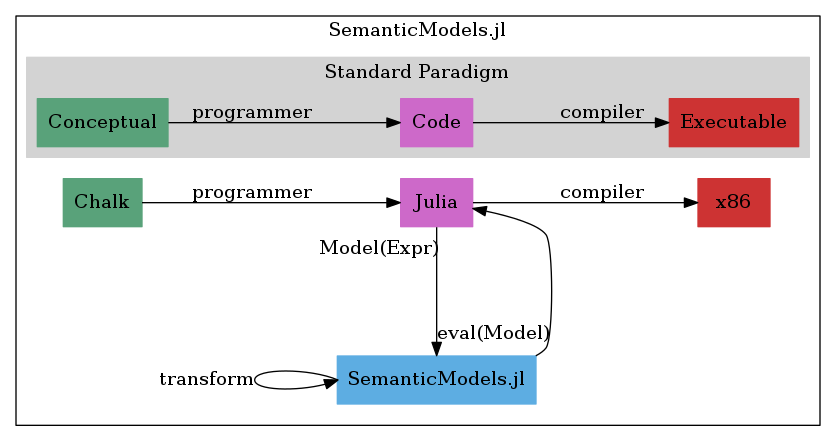 SemanticModels.jl
Standard Paradigm
Conceptual programmer Code compiler Executable
Chalk programmer Julia compiler x86
Model(Expr)
eval(Model)
transform SemanticModels.jl